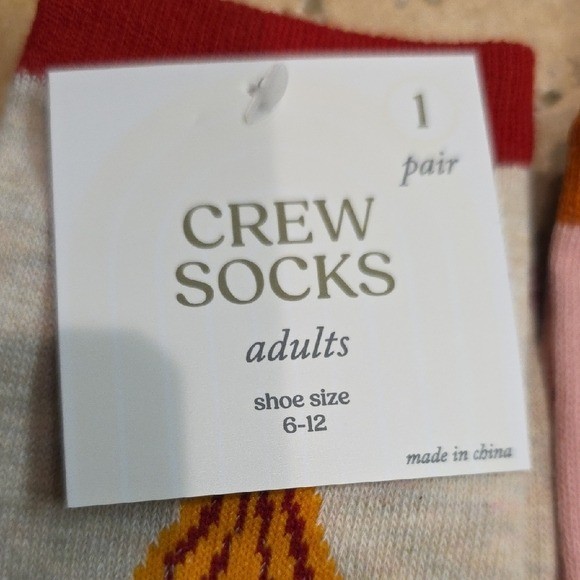 1
pair
CREW
SOCKS
adults
shoe size
6-12
made in china